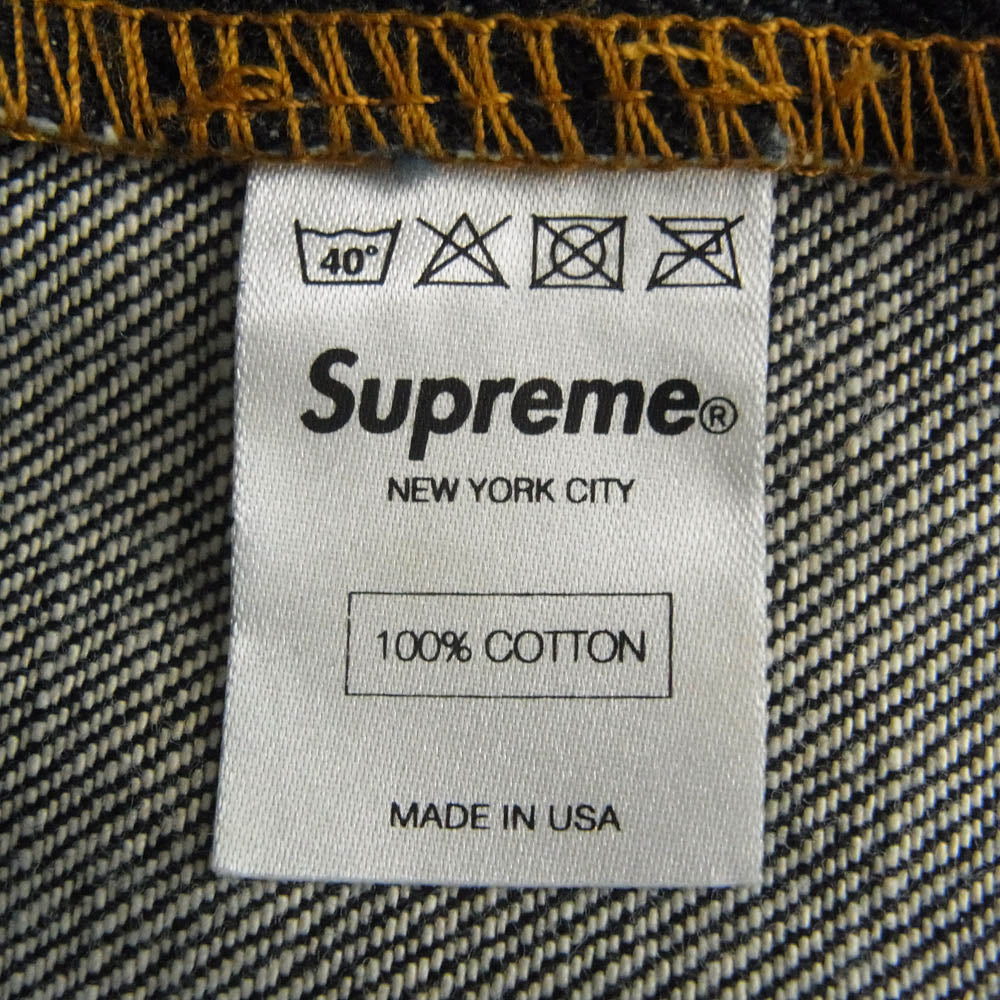 40°
Supreme®
NEW YORK CITY
100% COTTON
MADE IN USA